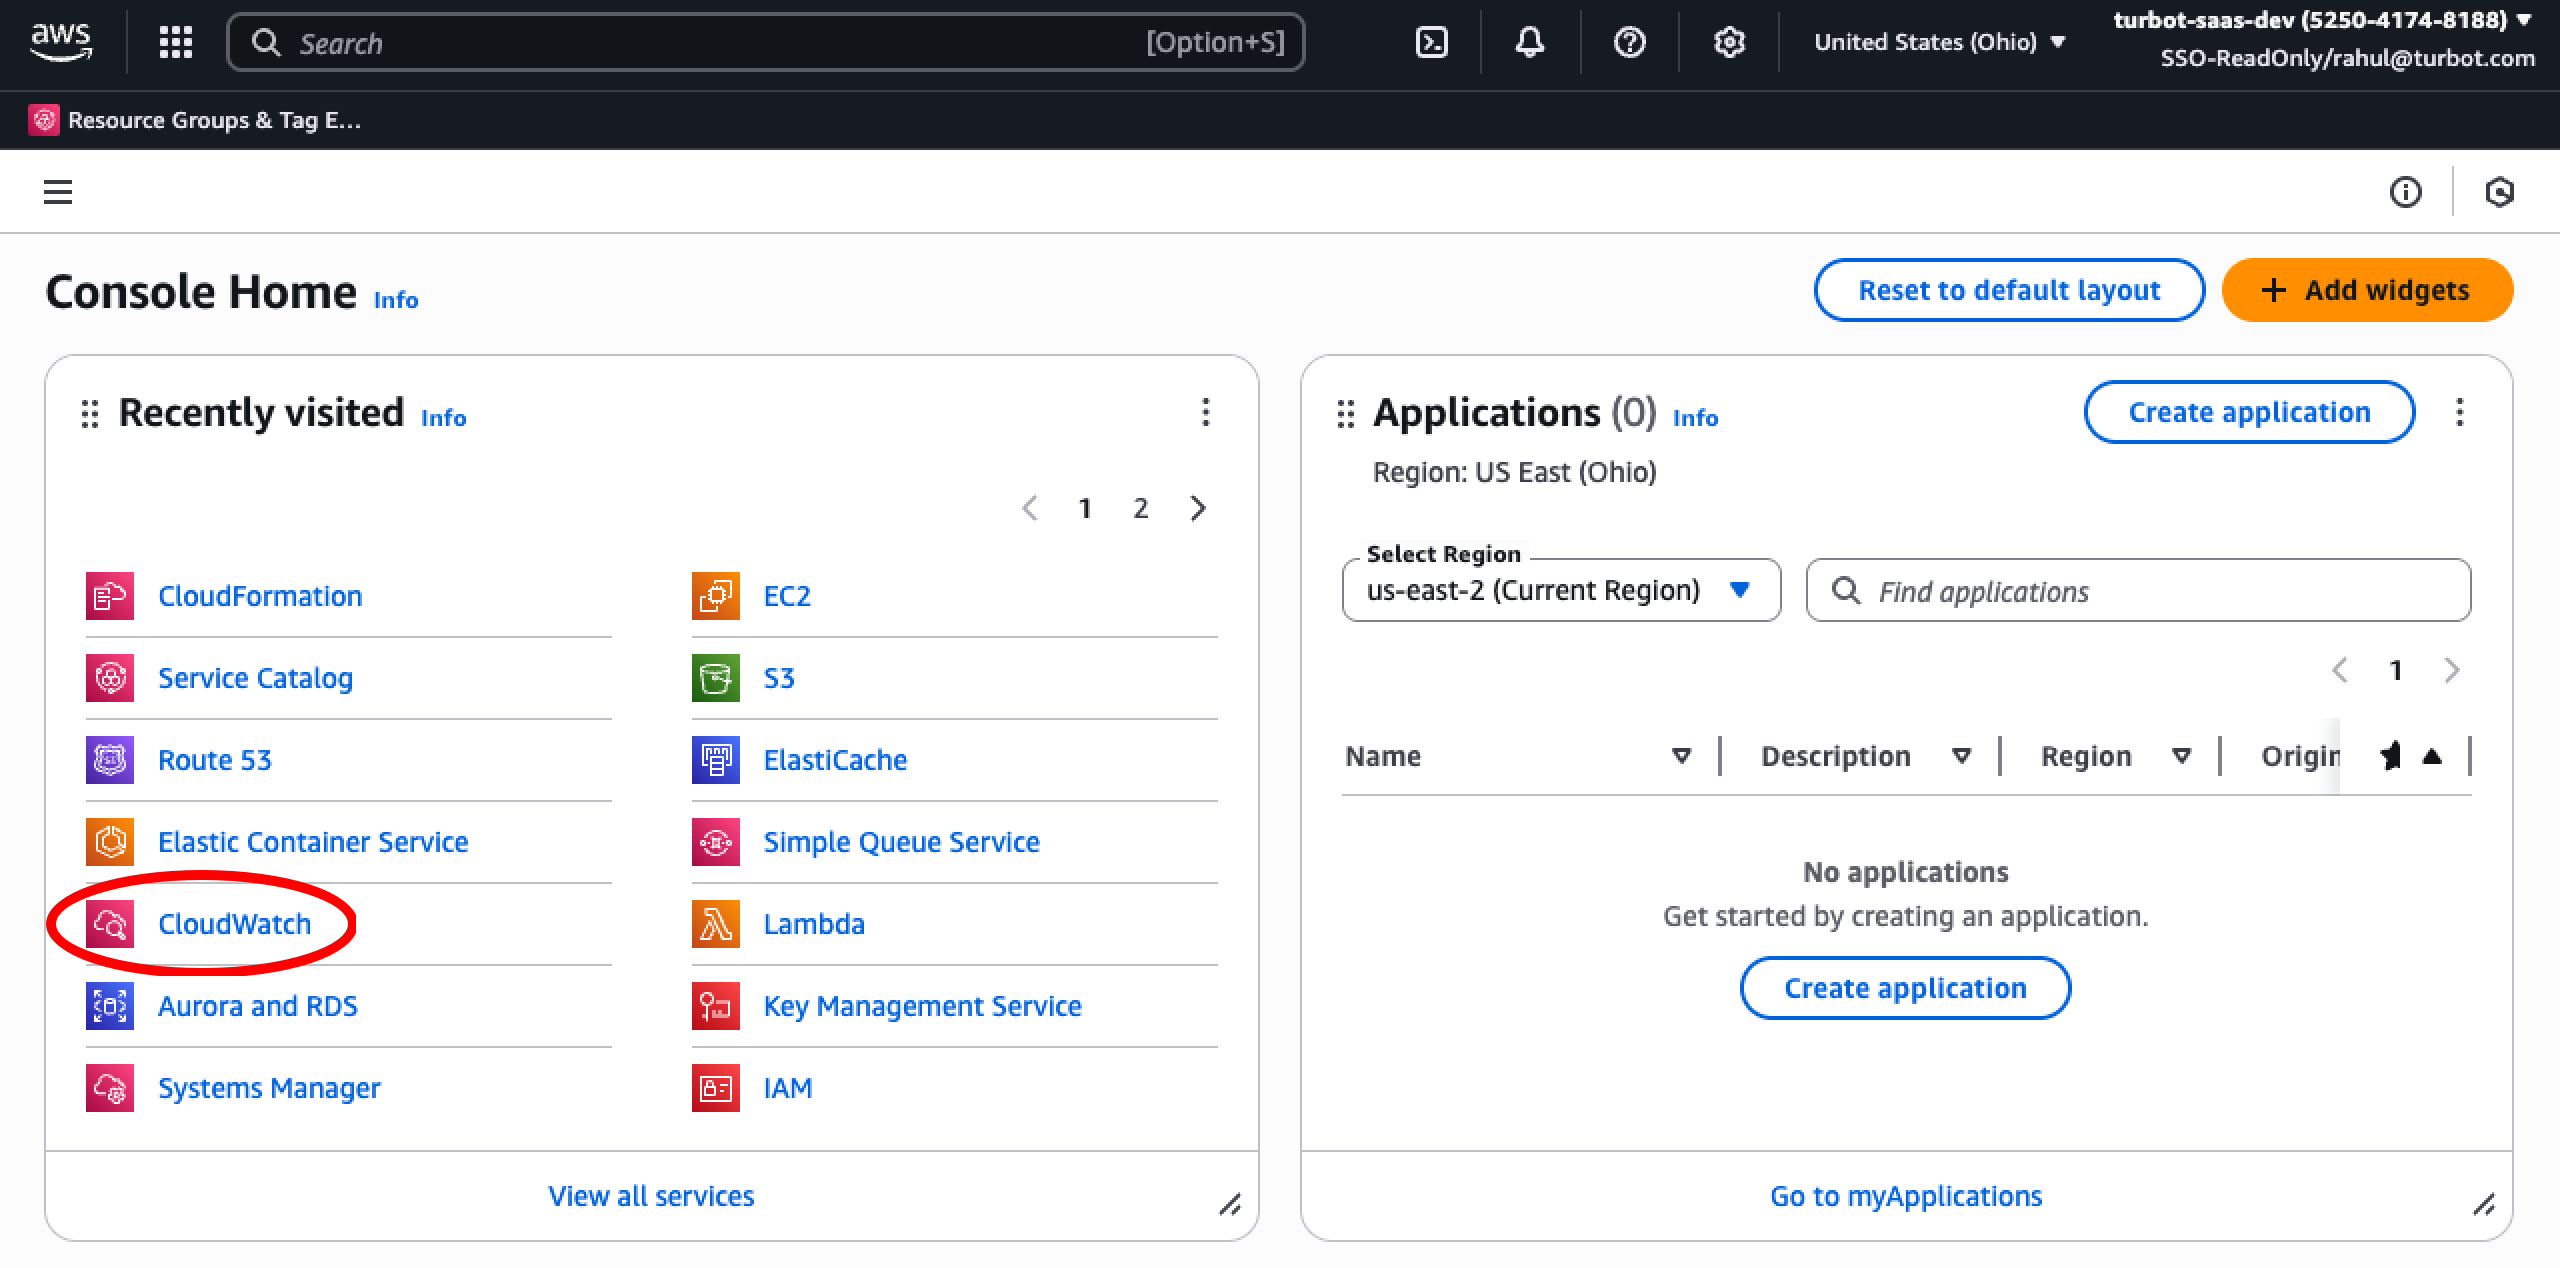 aws
Search [Option+S]
United States (Ohio)
turbot-saas-dev (5250-4174-8188)
SSO-ReadOnly/rahul@turbot.com
Resource Groups & Tag E...
Console Home Info
Reset to default layout
+ Add widgets
Recently visited Info
1 2
CloudFormation
EC2
Service Catalog
S3
Route 53
ElastiCache
Elastic Container Service
Simple Queue Service
CloudWatch
Lambda
Aurora and RDS
Key Management Service
Systems Manager
IAM
View all services
Applications (0) Info
Create application
Region: US East (Ohio)
Select Region
us-east-2 (Current Region)
Find applications
1
Name Description Region Origin
No applications
Get started by creating an application.
Create application
Go to myApplications